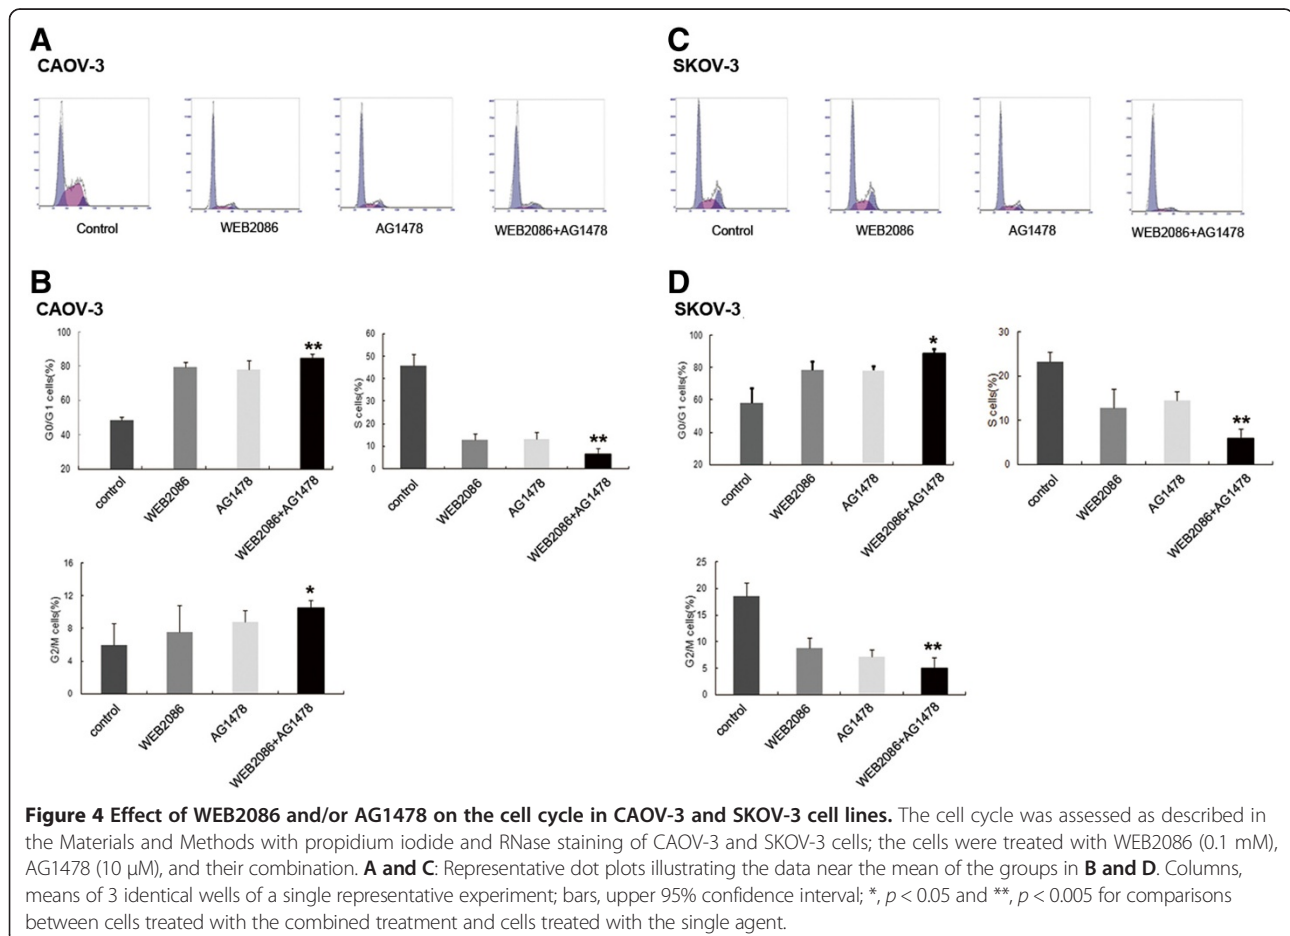 A
CAOV-3
Control
WEB2086
AG1478
WEB2086+AG1478
C
SKOV-3
Control
WEB2086
AG1478
WEB2086+AG1478
B
CAOV-3
G0/G1 cells(%)
100
80
60
40
20
**
control
WEB2086
AG1478
WEB2086+AG1478
S cells(%)
60
50
40
30
20
10
0
**
control
WEB2086
AG1478
WEB2086+AG1478
G2/M cells(%)
16
12
8
4
0
*
control
WEB2086
AG1478
WEB2086+AG1478
D
SKOV-3
G0/G1 cells(%)
100
80
60
40
20
*
control
WEB2086
AG1478
WEB2086+AG1478
S cells(%)
30
20
10
0
**
control
WEB2086
AG1478
WEB2086+AG1478
G2/M cells(%)
25
20
15
10
5
0
**
control
WEB2086
AG1478
WEB2086+AG1478
Figure 4 Effect of WEB2086 and/or AG1478 on the cell cycle in CAOV-3 and SKOV-3 cell lines. The cell cycle was assessed as described in
the Materials and Methods with propidium iodide and RNase staining of CAOV-3 and SKOV-3 cells; the cells were treated with WEB2086 (0.1 mM),
AG1478 (10 μM), and their combination. A and C: Representative dot plots illustrating the data near the mean of the groups in B and D. Columns,
means of 3 identical wells of a single representative experiment; bars, upper 95% confidence interval; *, p < 0.05 and **, p < 0.005 for comparisons
between cells treated with the combined treatment and cells treated with the single agent.